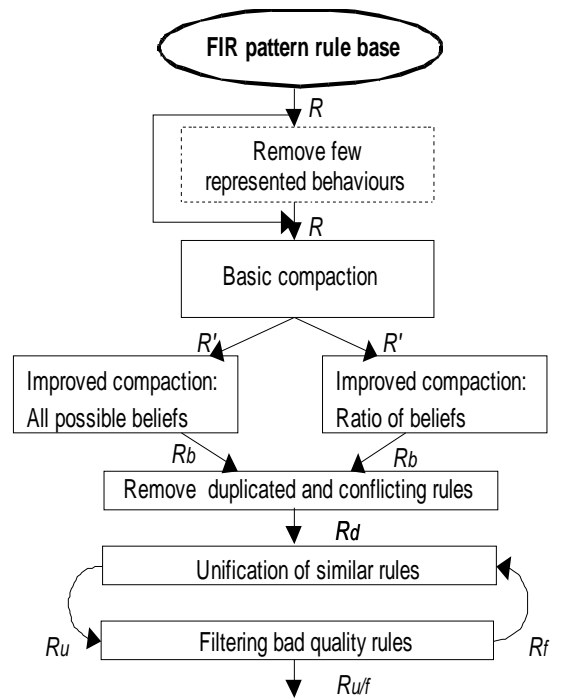 FIR pattern rule base
R
Remove few
represented behaviours
R
Basic compaction
R'
R'
Improved compaction:
All possible beliefs
Improved compaction:
Ratio of beliefs
Rb
Rb
Remove duplicated and conflicting rules
Rd
Unification of similar rules
Ru
Filtering bad quality rules
Rf
Ru/f